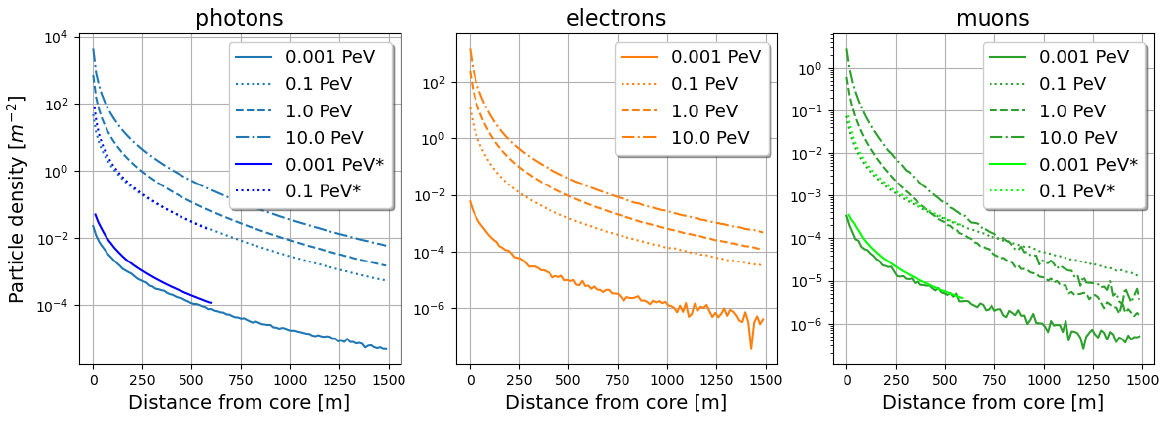 photons
10⁴
10²
10⁰
10⁻²
10⁻⁴
Particle density [m⁻²]
0 250 500 750 1000 1250 1500
Distance from core [m]
0.001 PeV
0.1 PeV
1.0 PeV
10.0 PeV
0.001 PeV*
0.1 PeV*
electrons
10²
10⁰
10⁻²
10⁻⁴
10⁻⁶
0 250 500 750 1000 1250 1500
Distance from core [m]
0.001 PeV
0.1 PeV
1.0 PeV
10.0 PeV
muons
10⁰
10⁻¹
10⁻²
10⁻³
10⁻⁴
10⁻⁵
10⁻⁶
0 250 500 750 1000 1250 1500
Distance from core [m]
0.001 PeV
0.1 PeV
1.0 PeV
10.0 PeV
0.001 PeV*
0.1 PeV*